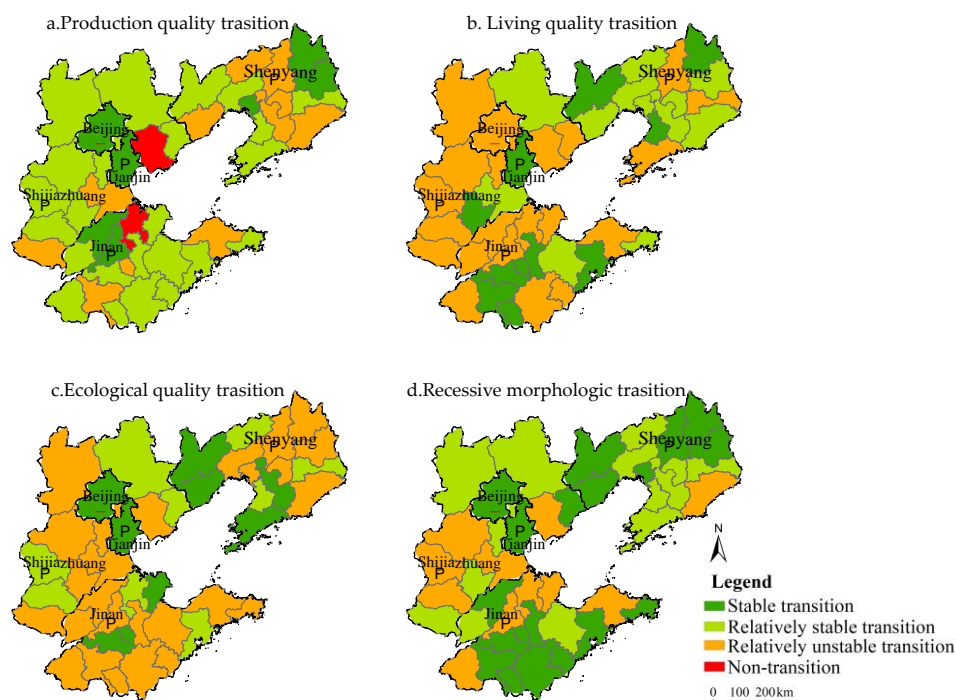 a.Production quality trasition
Shenyang
Beijing
P
Tianjin
Shijiazhuang
P
Jinan
P
b. Living quality trasition
Shenyang
P
Beijing
P
Tianjin
Shijiazhuang
P
Jinan
P
c.Ecological quality trasition
Shenyang
P
Beijing
P
Tianjin
Shijiazhuang
P
Jinan
P
d.Recessive morphologic trasition
Shenyang
P
Beijing
P
Tianjin
Shijiazhuang
P
Jinan
P
N
Legend
Stable transition
Relatively stable transition
Relatively unstable transition
Non-transition
0 100 200km